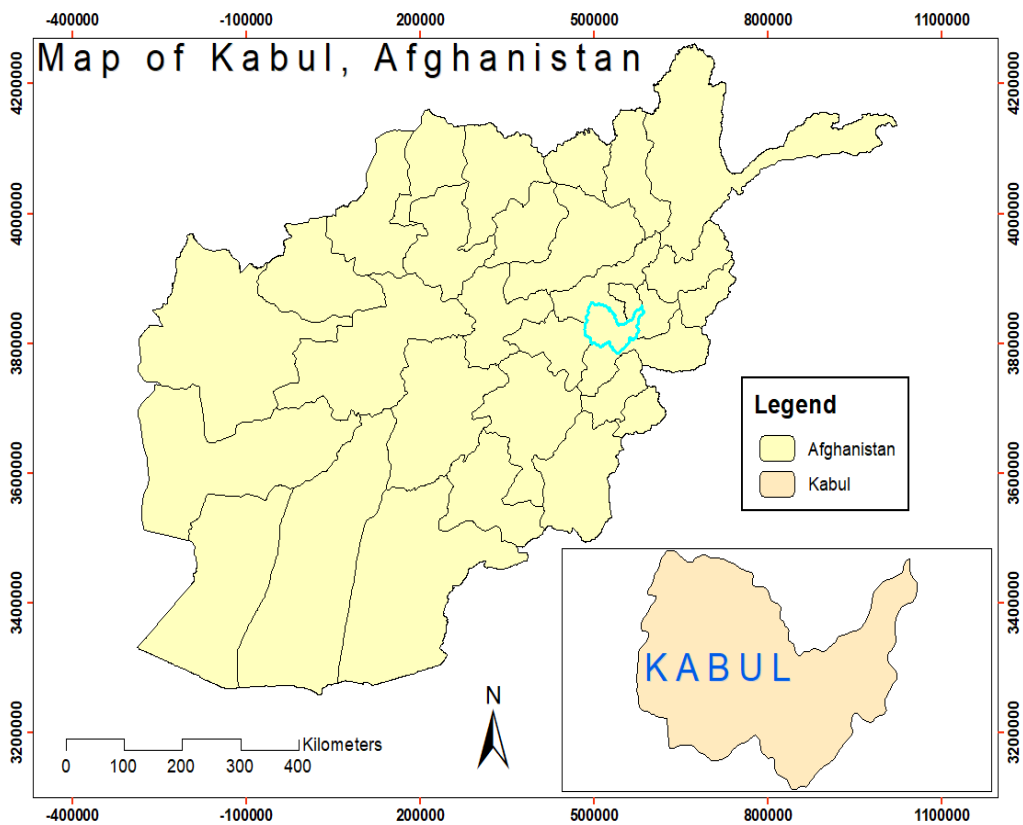 -400000 -100000 200000 500000 800000 1100000
Map of Kabul, Afghanistan
4200000 4200000
4000000 4000000
3800000 3800000
Legend
Afghanistan
Kabul
3600000 3600000
3400000 3400000
KABUL
N
3200000 3200000
Kilometers
0 100 200 300 400
-400000 -100000 200000 500000 800000 1100000